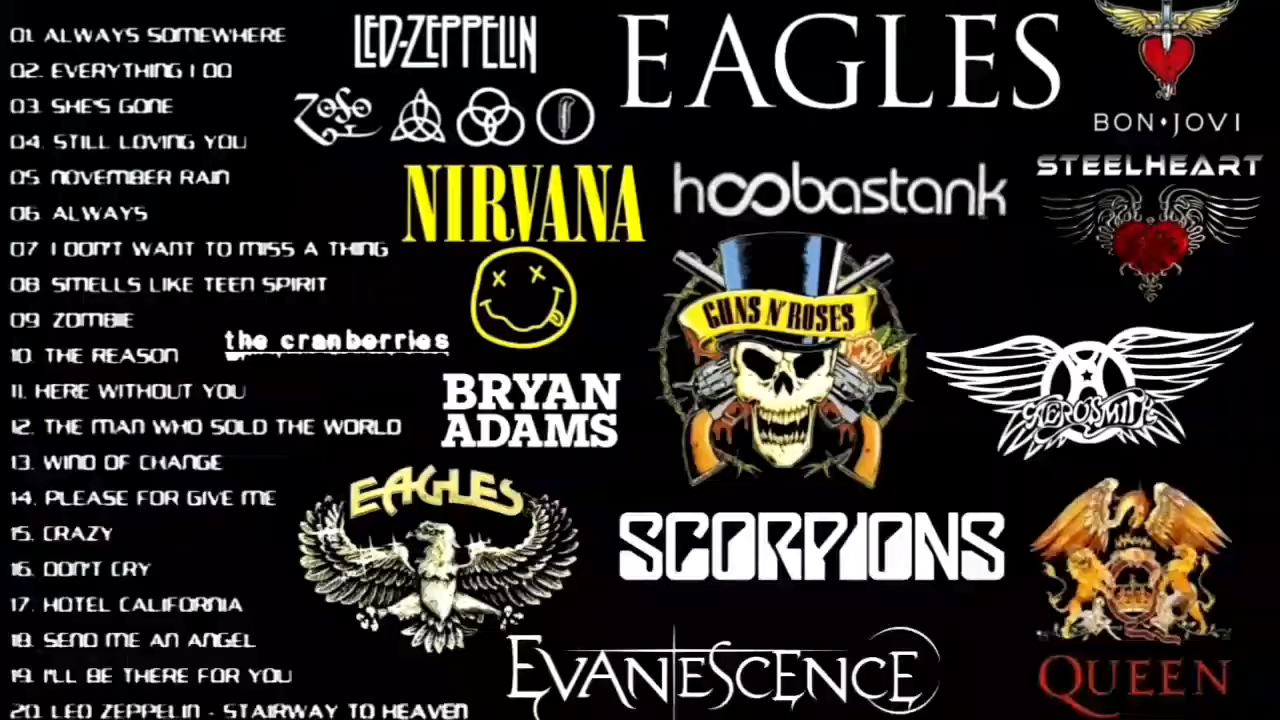 01. ALWAYS SOMEWHERE
02. EVERYTHING I DO
03. SHE'S GONE
04. STILL LOVING YOU
05. NOVEMBER RAIN
06. ALWAYS
07. I DON'T WANT TO MISS A THING
08. SMELLS LIKE TEEN SPIRIT
09. ZOMBIE
10. THE REASON
11. HERE WITHOUT YOU
12. THE MAN WHO SOLD THE WORLD
13. WIND OF CHANGE
14. PLEASE FOR GIVE ME
15. CRAZY
16. DON'T CRY
17. HOTEL CALIFORNIA
18. SEND ME AN ANGEL
19. I'LL BE THERE FOR YOU
20. LED ZEPPELIN - STAIRWAY TO HEAVEN
LED-ZEPPELIN
ZoSo
EAGLES
BON•JOVI
NIRVANA
hoobastank
STEELHEART
GUNS N' ROSES
the cranberries
BRYAN
ADAMS
AEROSMITH
EAGLES
SCORPIONS
EVANESCENCE
QUEEN